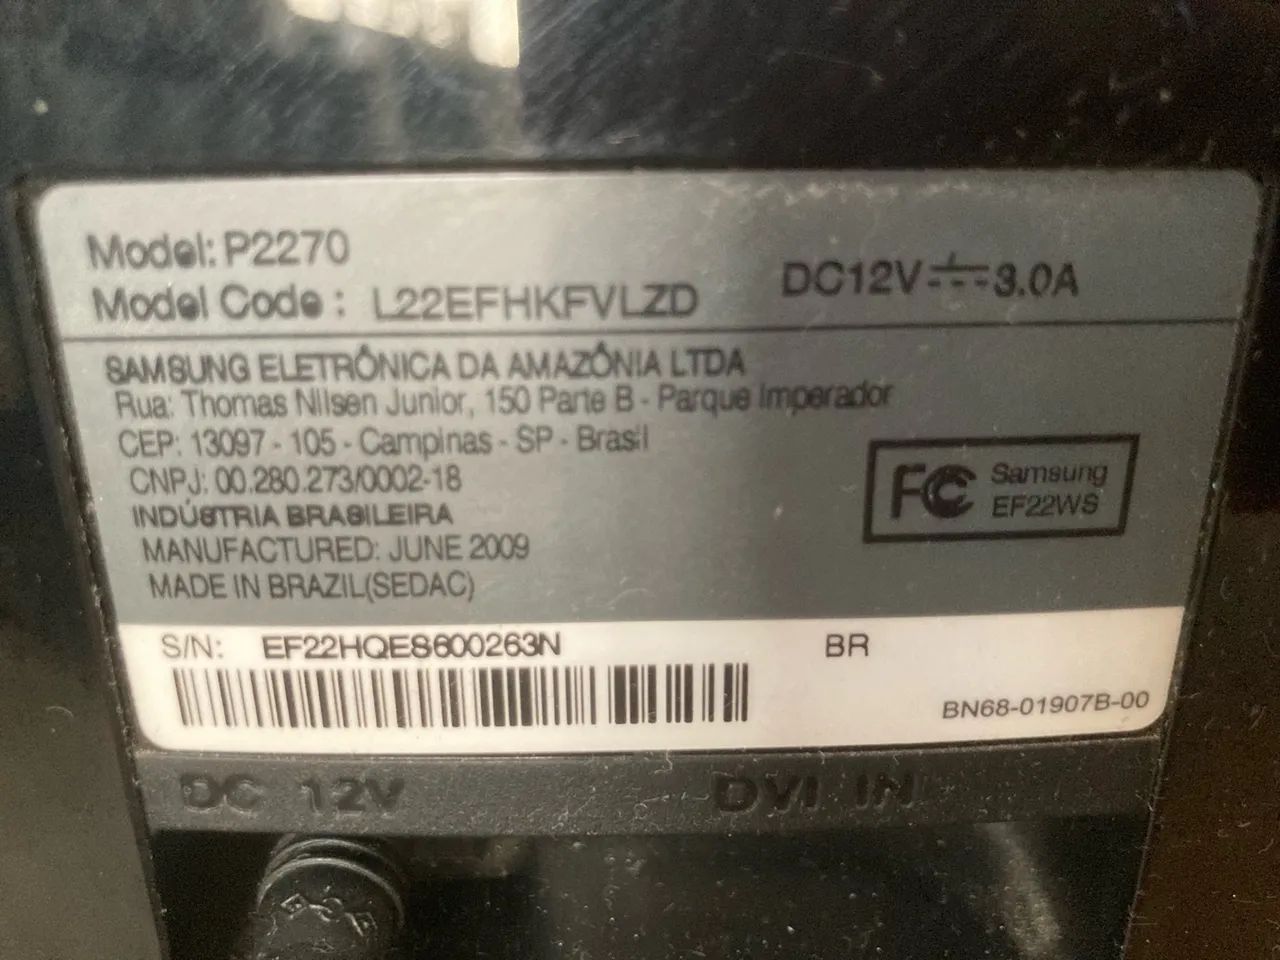 Model: P2270
Model Code : L22EFHKFVLZD
DC12V ⎓ 3.0A
SAMSUNG ELETRÔNICA DA AMAZÔNIA LTDA
Rua: Thomas Nilsen Junior, 150 Parte B - Parque Imperador
CEP: 13097 - 105 - Campinas - SP - Brasil
CNPJ: 00.280.273/0002-18
INDÚSTRIA BRASILEIRA
MANUFACTURED: JUNE 2009
MADE IN BRAZIL(SEDAC)
FC Samsung
EF22WS
S/N: EF22HQES600263N
BR
BN68-01907B-00
DC 12V
DVI IN